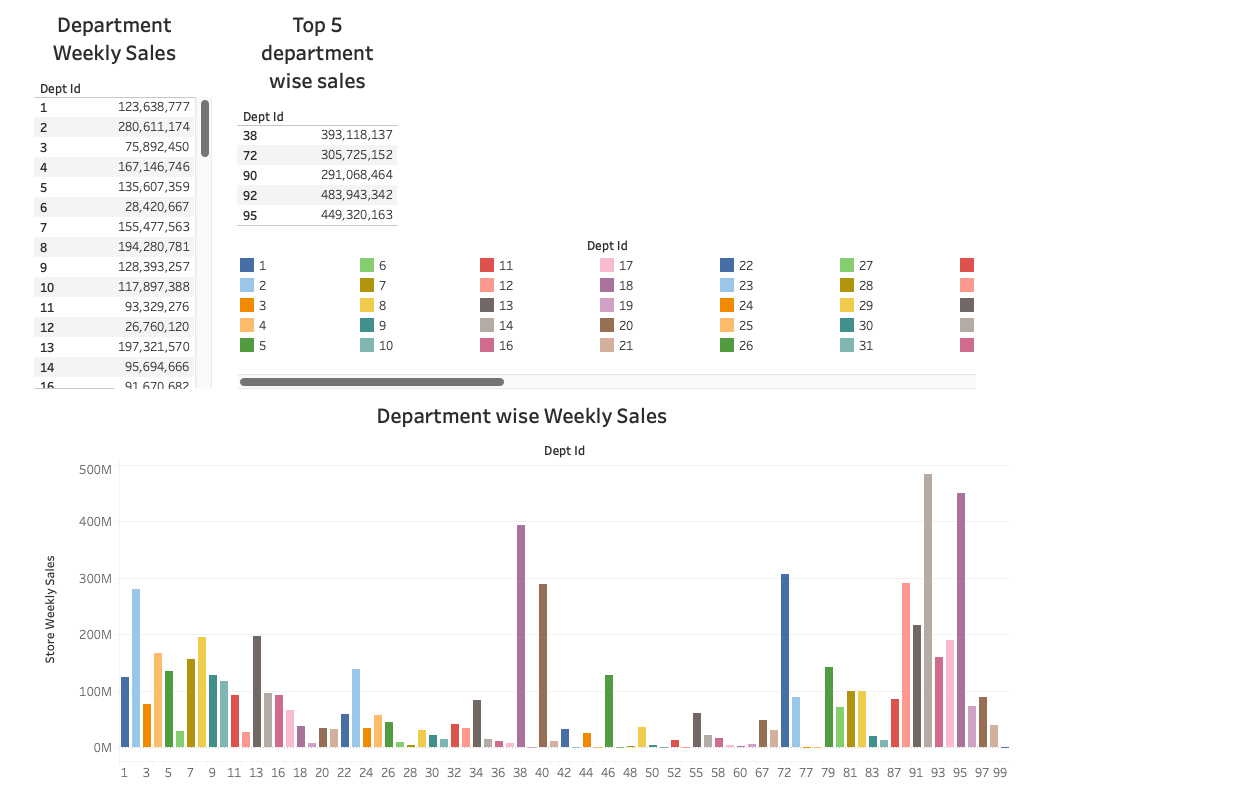 Department
Weekly Sales
Dept Id
1 123,638,777
2 280,611,174
3 75,892,450
4 167,146,746
5 135,607,359
6 28,420,667
7 155,477,563
8 194,280,781
9 128,393,257
10 117,897,388
11 93,329,276
12 26,760,120
13 197,321,570
14 95,694,666
16 91,670,682
Top 5
department
wise sales
Dept Id
38 393,118,137
72 305,725,152
90 291,068,464
92 483,943,342
95 449,320,163
Dept Id
1 6 11 17 22 27
2 7 12 18 23 28
3 8 13 19 24 29
4 9 14 20 25 30
5 10 16 21 26 31
Department wise Weekly Sales
Dept Id
Store Weekly Sales
500M
400M
300M
200M
100M
0M
1 3 5 7 9 11 13 16 18 20 22 24 26 28 30 32 34 36 38 40 42 44 46 48 50 52 55 58 60 67 72 77 79 81 83 87 91 93 95 97 99